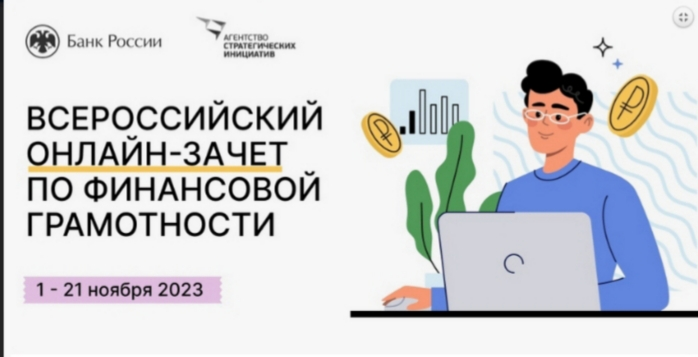 Банк России
АГЕНТСТВО
СТРАТЕГИЧЕСКИХ
ИНИЦИАТИВ
ВСЕРОССИЙСКИЙ
ОНЛАЙН-ЗАЧЕТ
ПО ФИНАНСОВОЙ
ГРАМОТНОСТИ
1 - 21 ноября 2023